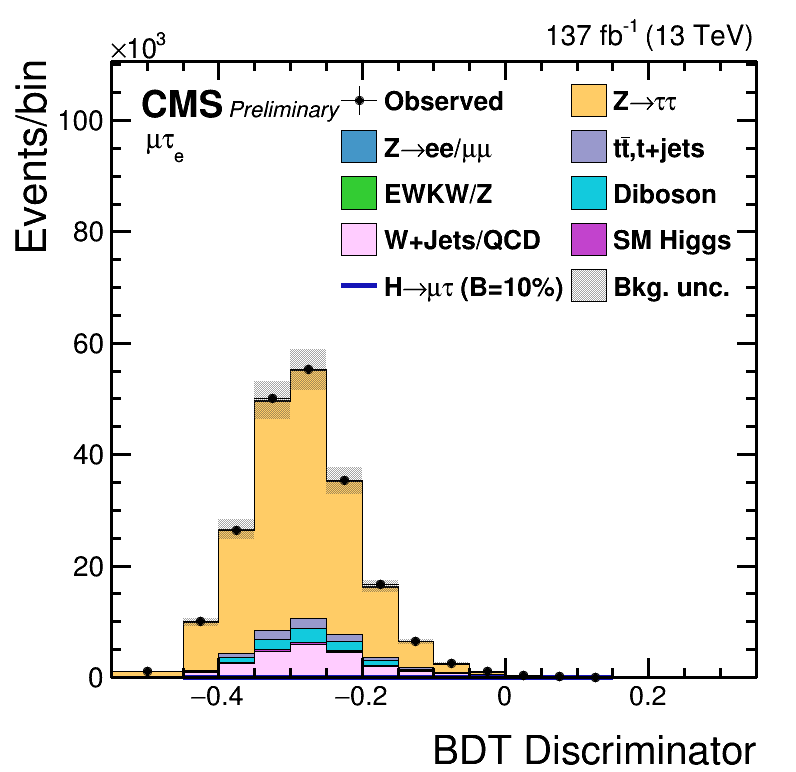 ×10³
137 fb⁻¹ (13 TeV)
Events/bin
CMS Preliminary
μτₑ
Observed
Z→ττ
Z→ee/μμ
tt̅,t+jets
EWKW/Z
Diboson
W+Jets/QCD
SM Higgs
H→μτ (B=10%)
Bkg. unc.
100
80
60
40
20
0
−0.4 −0.2 0 0.2
BDT Discriminator